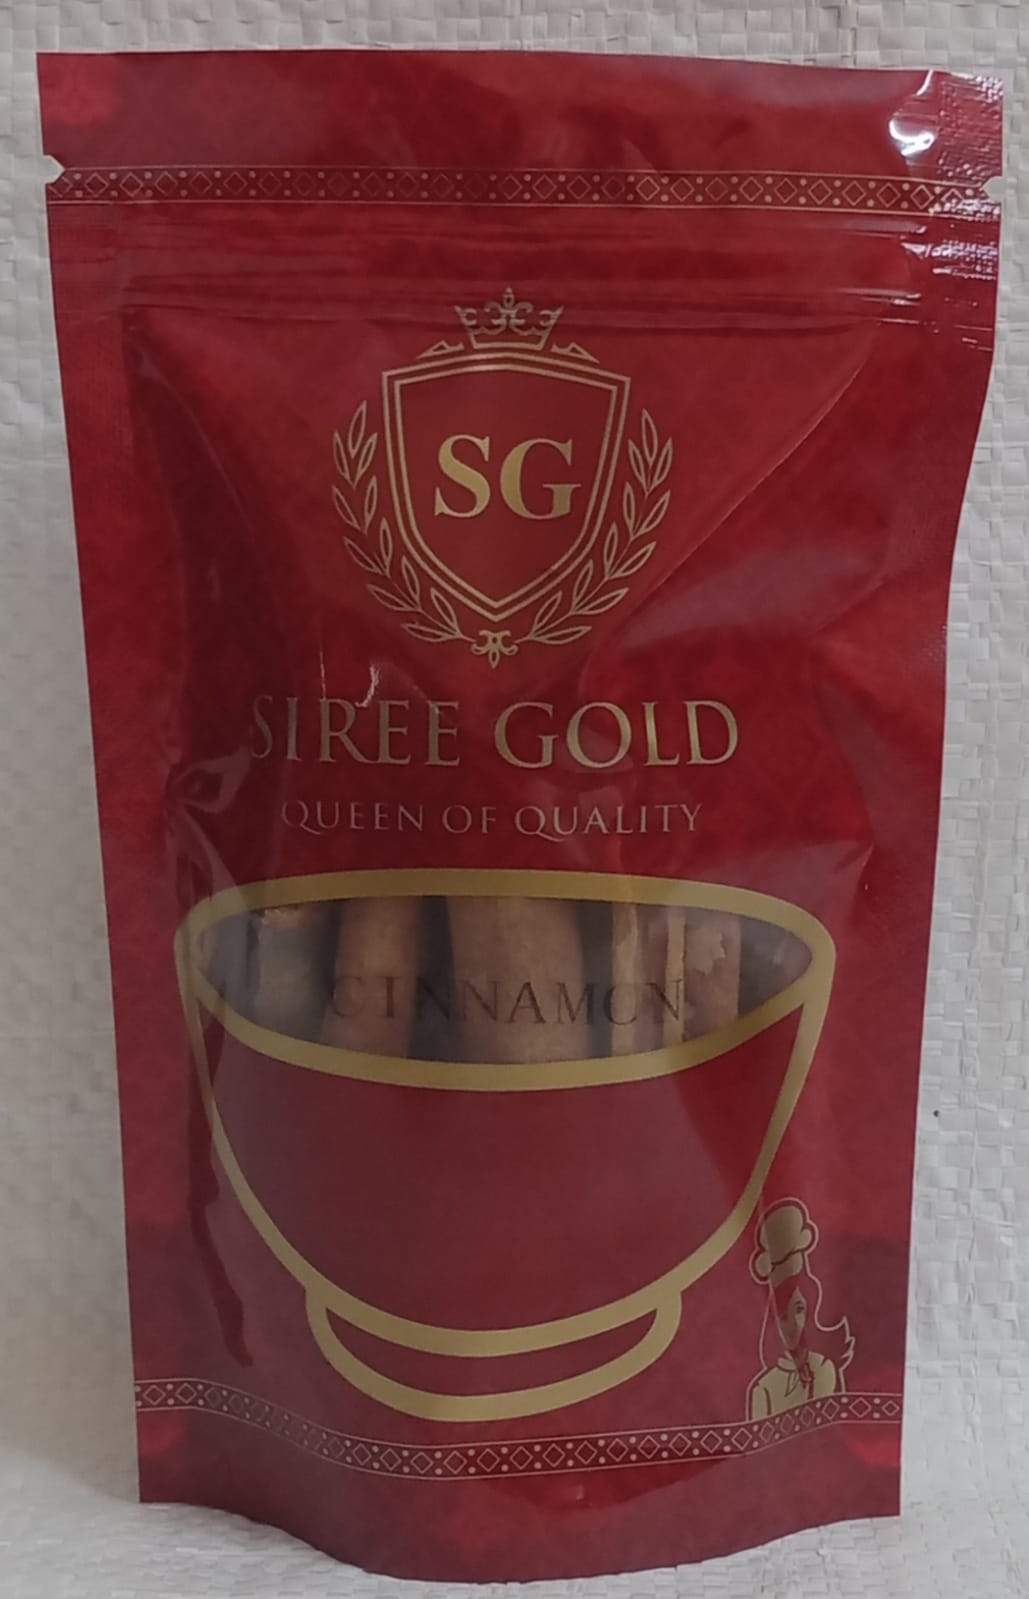 SG
SIREE GOLD
QUEEN OF QUALITY
CINNAMON